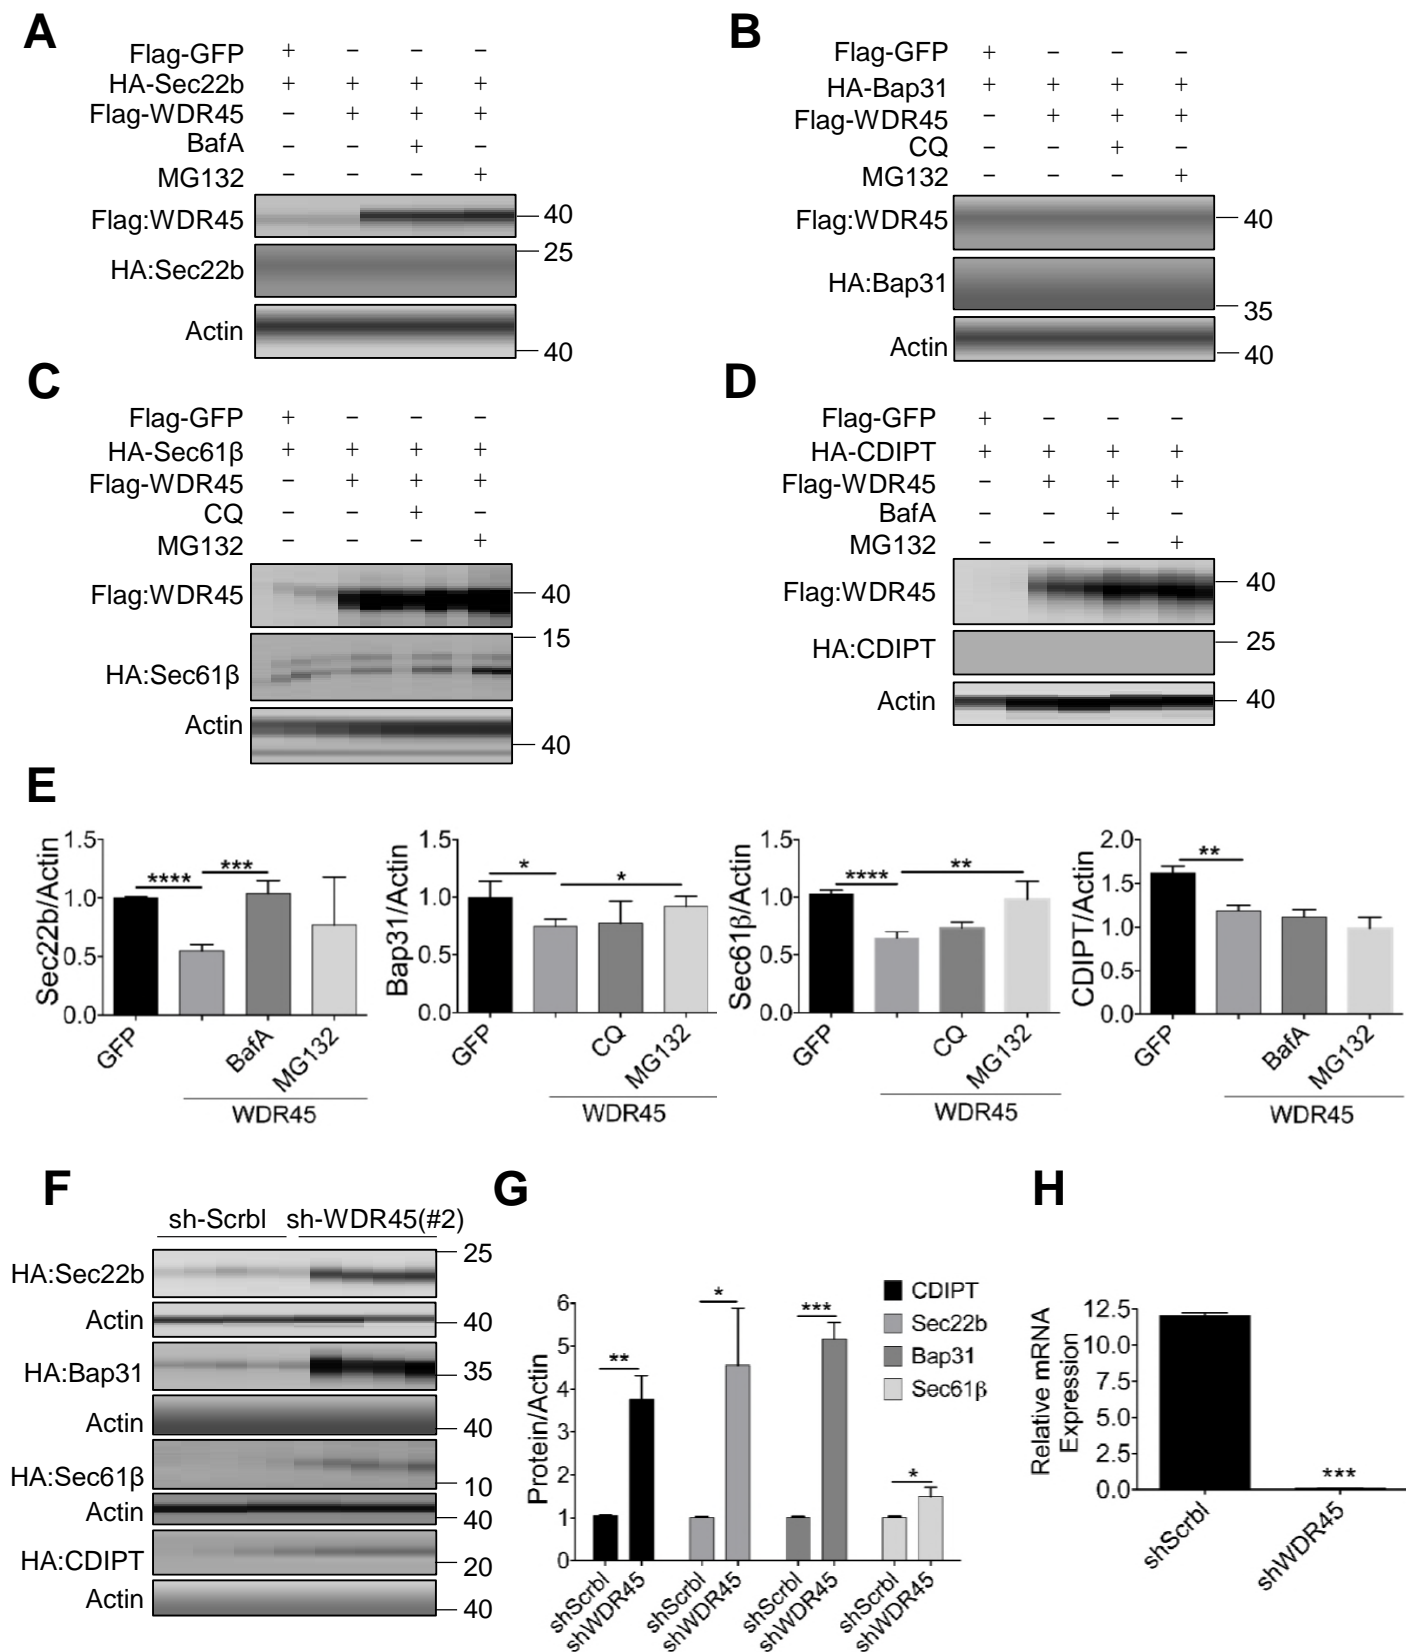 A
Flag-GFP + − − −
HA-Sec22b + + + +
Flag-WDR45 − + + +
BafA − − + −
MG132 − − − +
Flag:WDR45 40
HA:Sec22b 25
Actin 40
B
Flag-GFP + − − −
HA-Bap31 + + + +
Flag-WDR45 − + + +
CQ − − + −
MG132 − − − +
Flag:WDR45 40
HA:Bap31 35
Actin 40
C
Flag-GFP + − − −
HA-Sec61β + + + +
Flag-WDR45 − + + +
CQ − − + −
MG132 − − − +
Flag:WDR45 40
HA:Sec61β 15
Actin 40
D
Flag-GFP + − − −
HA-CDIPT + + + +
Flag-WDR45 − + + +
BafA − − + −
MG132 − − − +
Flag:WDR45 40
HA:CDIPT 25
Actin 40
E
Sec22b/Actin
1.5
1.0
0.5
0.0
**** ***
GFP BafA MG132
WDR45
Bap31/Actin
1.5
1.0
0.5
0.0
* *
GFP CQ MG132
WDR45
Sec61β/Actin
1.5
1.0
0.5
0.0
**** **
GFP CQ MG132
WDR45
CDIPT/Actin
2.0
1.5
1.0
0.5
0.0
**
GFP BafA MG132
WDR45
F
sh-Scrbl sh-WDR45(#2)
HA:Sec22b 25
Actin 40
HA:Bap31 35
Actin 40
HA:Sec61β 10
Actin 40
HA:CDIPT 20
Actin 40
G
Protein/Actin
6
5
4
3
2
1
0
** * *** *
CDIPT
Sec22b
Bap31
Sec61β
shScrbl shWDR45 shScrbl shWDR45 shScrbl shWDR45 shScrbl shWDR45
H
Relative mRNA
Expression
12.5
10.0
7.5
5.0
2.5
0.0
***
shScrbl shWDR45